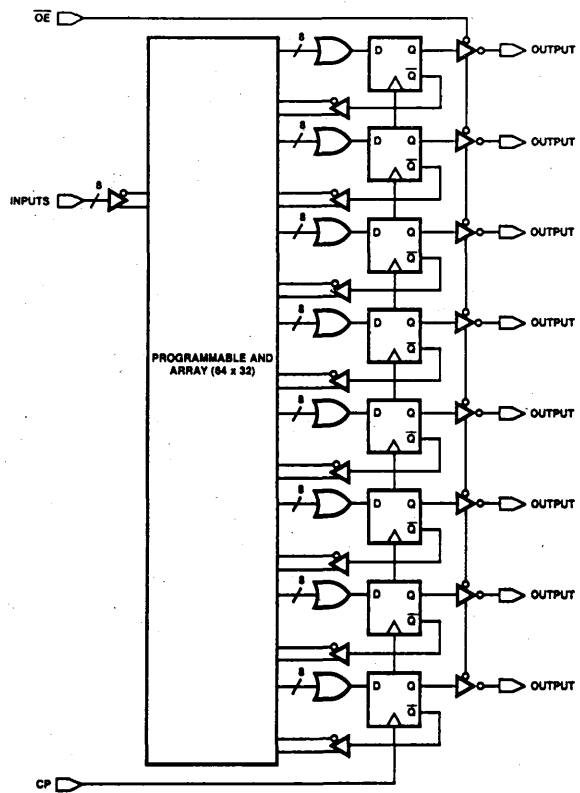 OE
8
D Q
OUTPUT
Q
8
D Q
OUTPUT
Q
INPUTS
8
8
D Q
OUTPUT
Q
8
D Q
OUTPUT
Q
PROGRAMMABLE AND
ARRAY (64 x 32)
8
D Q
OUTPUT
Q
8
D Q
OUTPUT
Q
8
D Q
OUTPUT
Q
8
D Q
OUTPUT
Q
CP